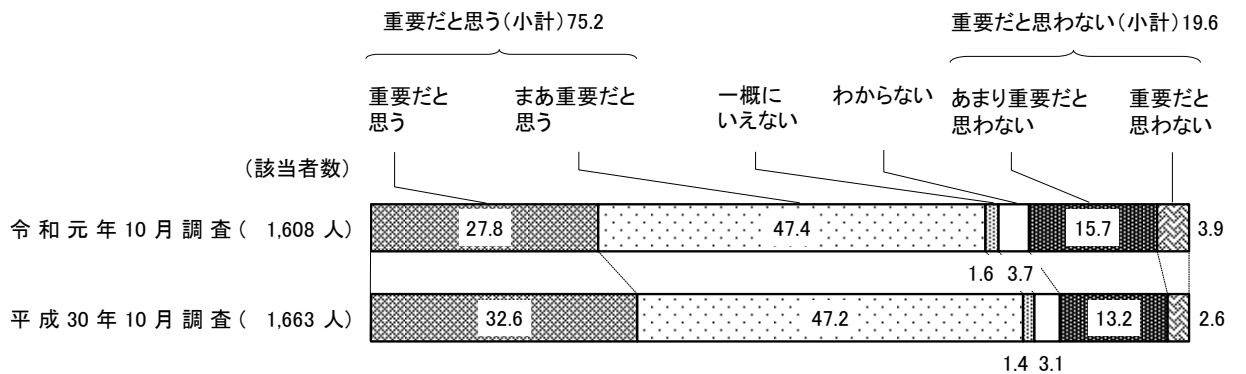 重要だと思う（小計）75.2
重要だと思わない（小計）19.6
重要だと
思う
まあ重要だと
思う
一概に
いえない
わからない
あまり重要だと
思わない
重要だと
思わない
（該当者数）
令和元年10月調査( 1,608人)
27.8
47.4
15.7
3.9
1.6 3.7
平成30年10月調査( 1,663人)
32.6
47.2
13.2
2.6
1.4 3.1